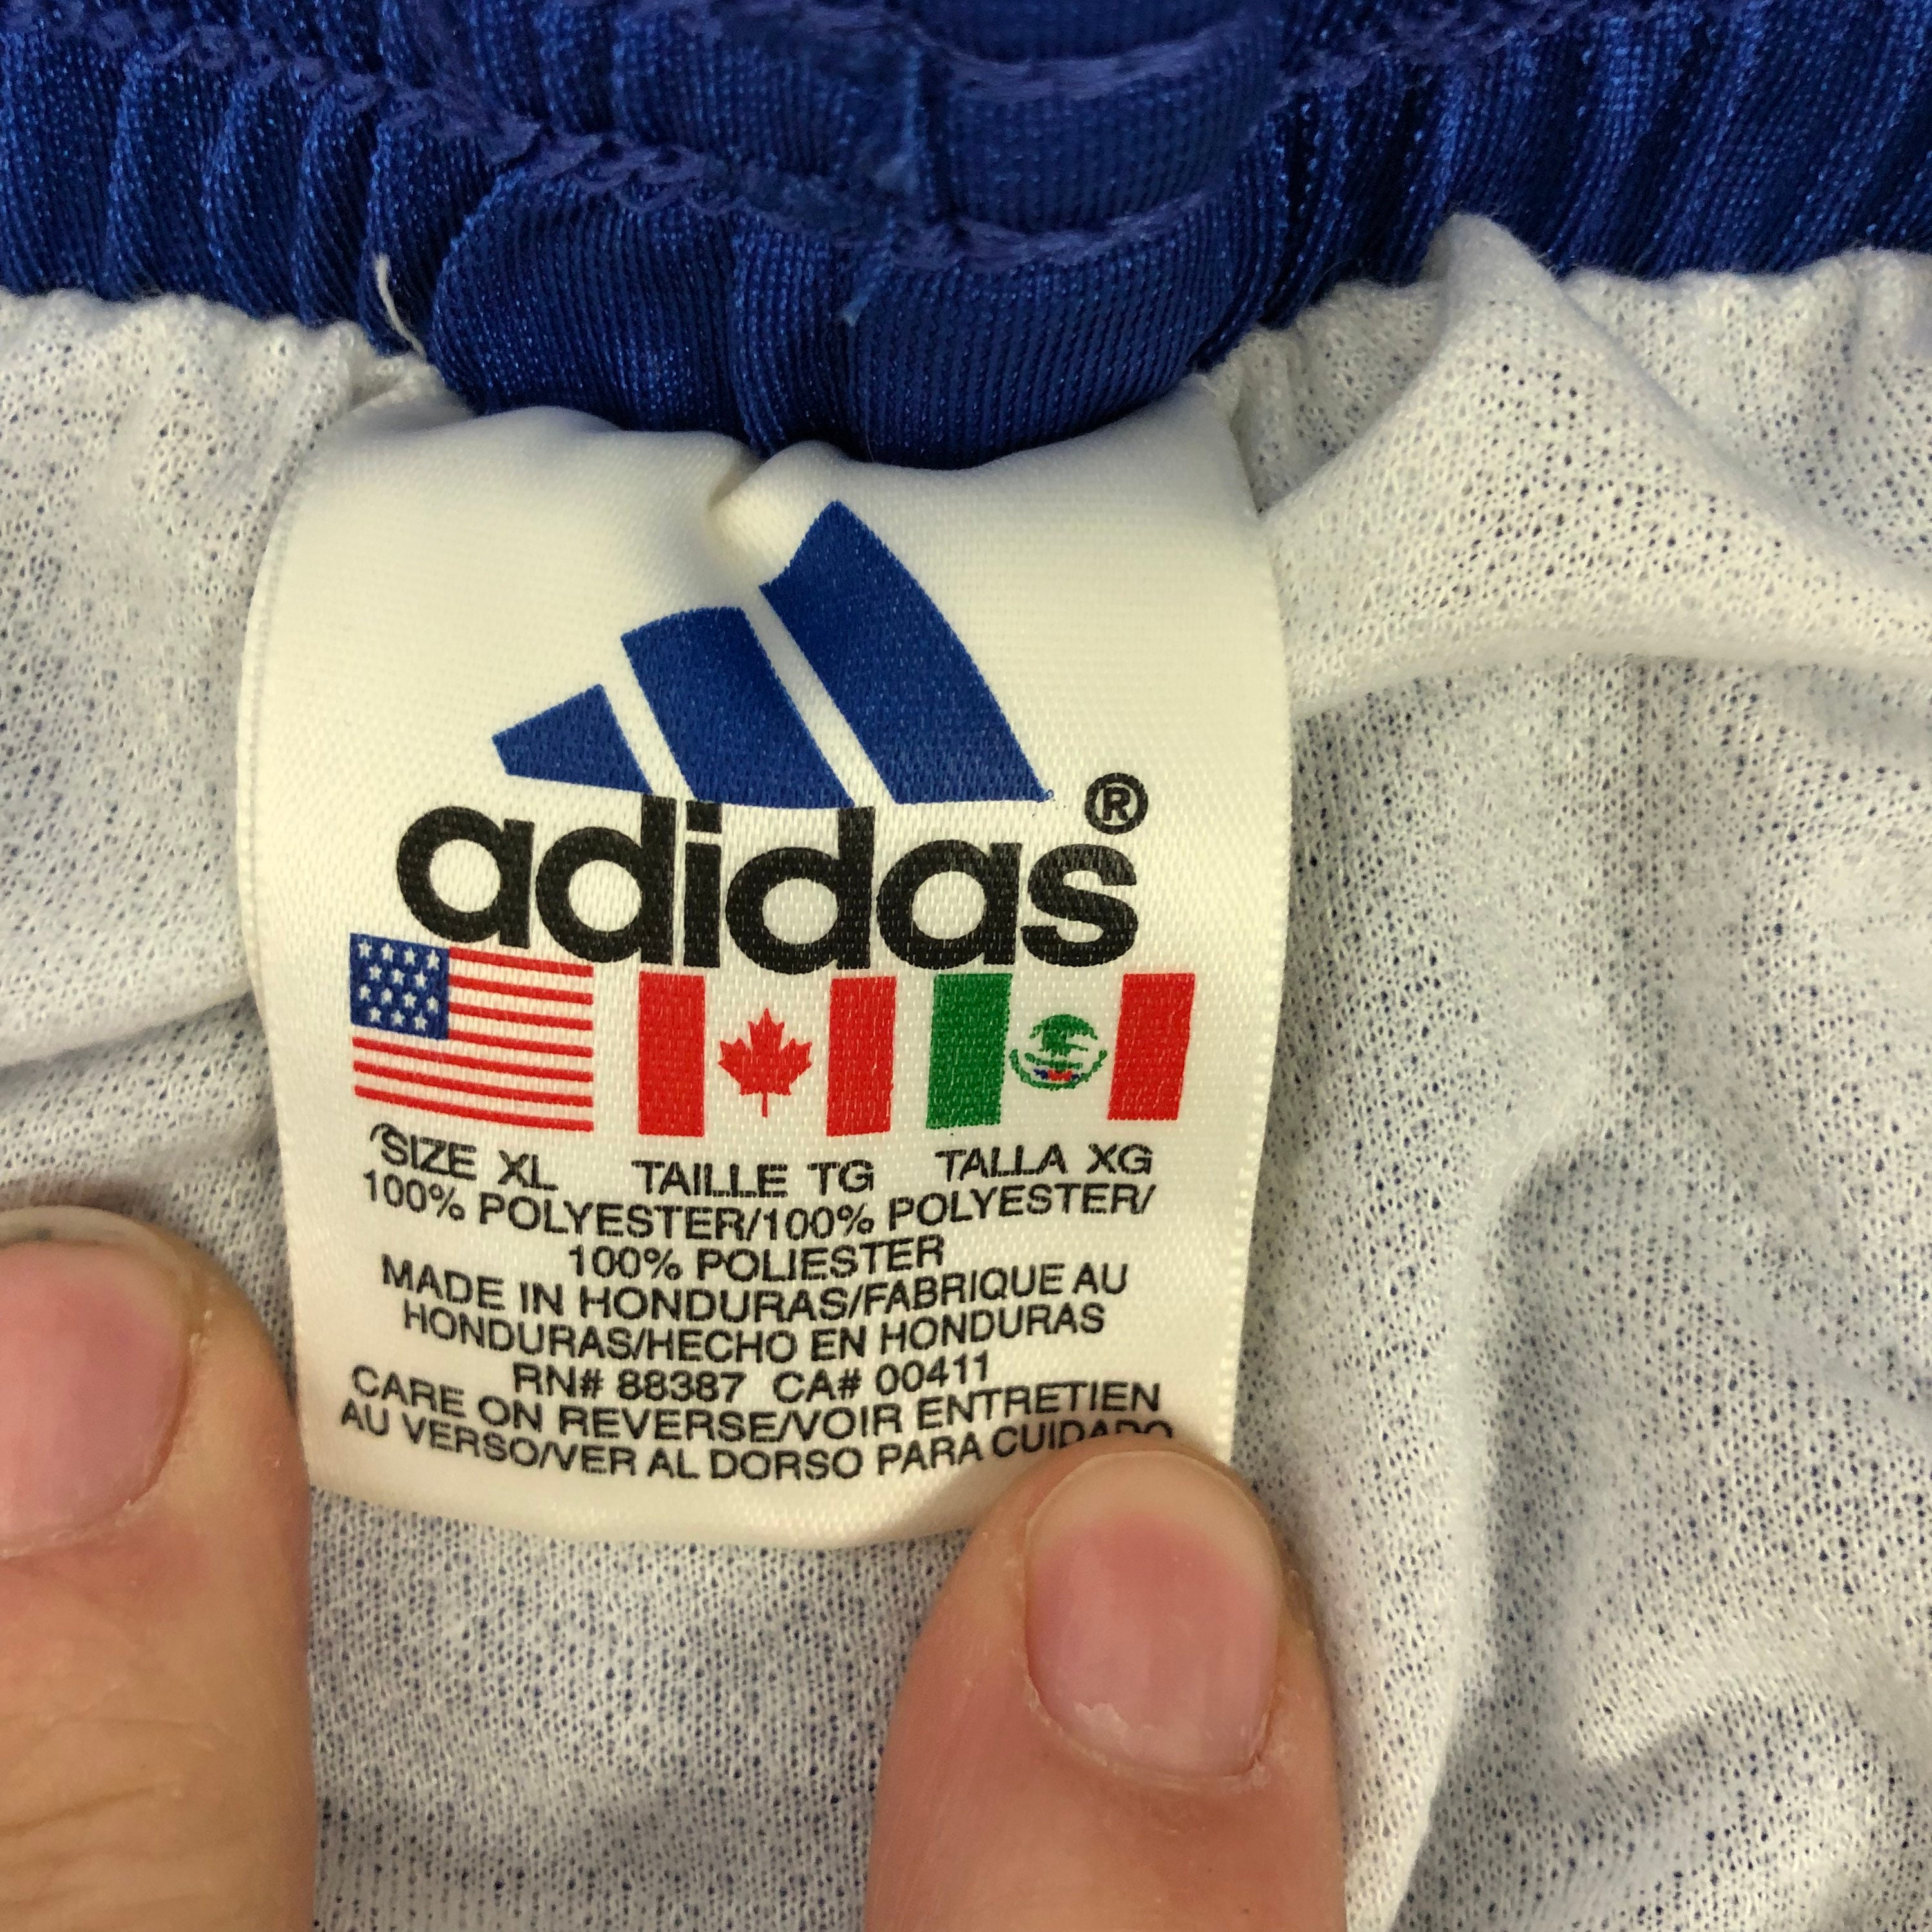 adidas®
SIZE XL TAILLE TG TALLA XG
100% POLYESTER/100% POLYESTER/
100% POLIESTER
MADE IN HONDURAS/FABRIQUE AU
HONDURAS/HECHO EN HONDURAS
RN# 88387 CA# 00411
CARE ON REVERSE/VOIR ENTRETIEN
AU VERSO/VER AL DORSO PARA CUIDADO